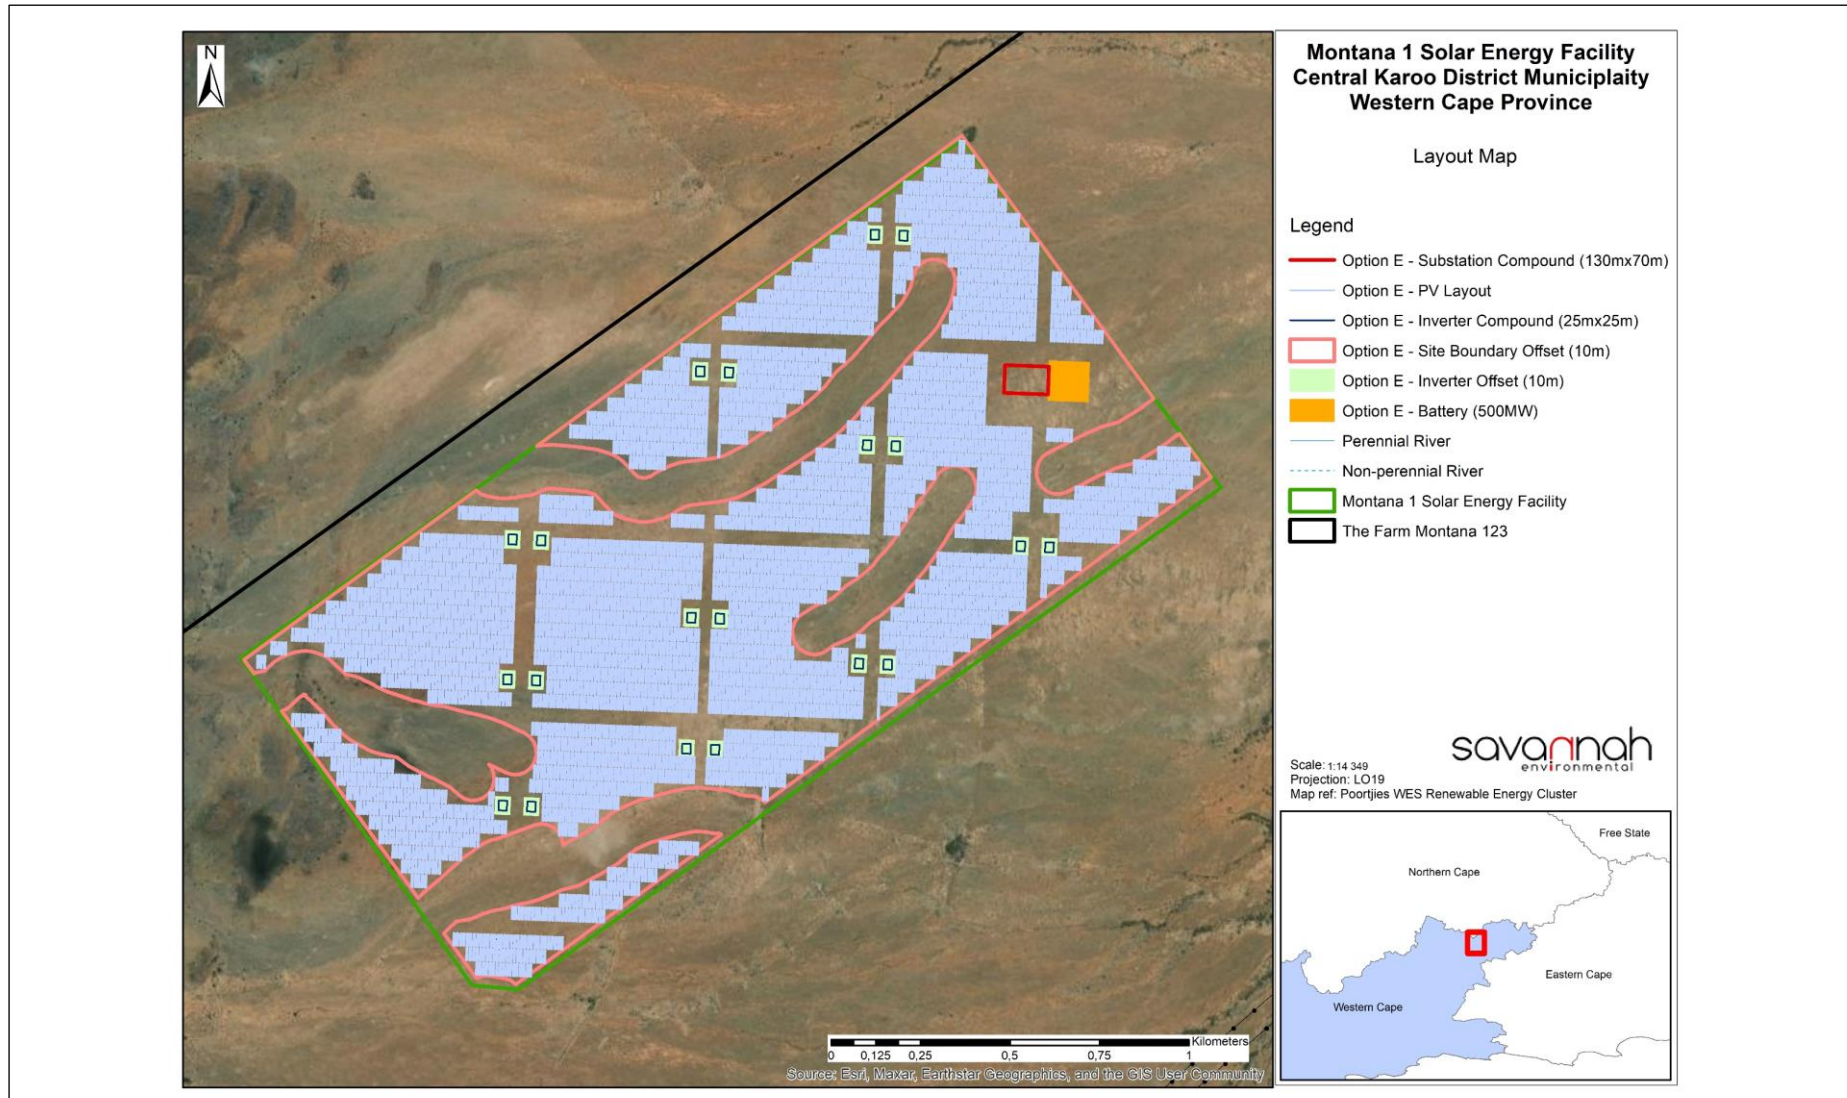 N
Montana 1 Solar Energy Facility
Central Karoo District Municiplaity
Western Cape Province
Layout Map
Legend
Option E - Substation Compound (130mx70m)
Option E - PV Layout
Option E - Inverter Compound (25mx25m)
Option E - Site Boundary Offset (10m)
Option E - Inverter Offset (10m)
Option E - Battery (500MW)
Perennial River
Non-perennial River
Montana 1 Solar Energy Facility
The Farm Montana 123
savannah
environmental
Scale: 1:14 349
Projection: LO19
Map ref: Poortjies WES Renewable Energy Cluster
Free State
Northern Cape
Eastern Cape
Western Cape
Kilometers
0 0,125 0,25 0,5 0,75 1
Source: Esri, Maxar, Earthstar Geographics, and the GIS User Community